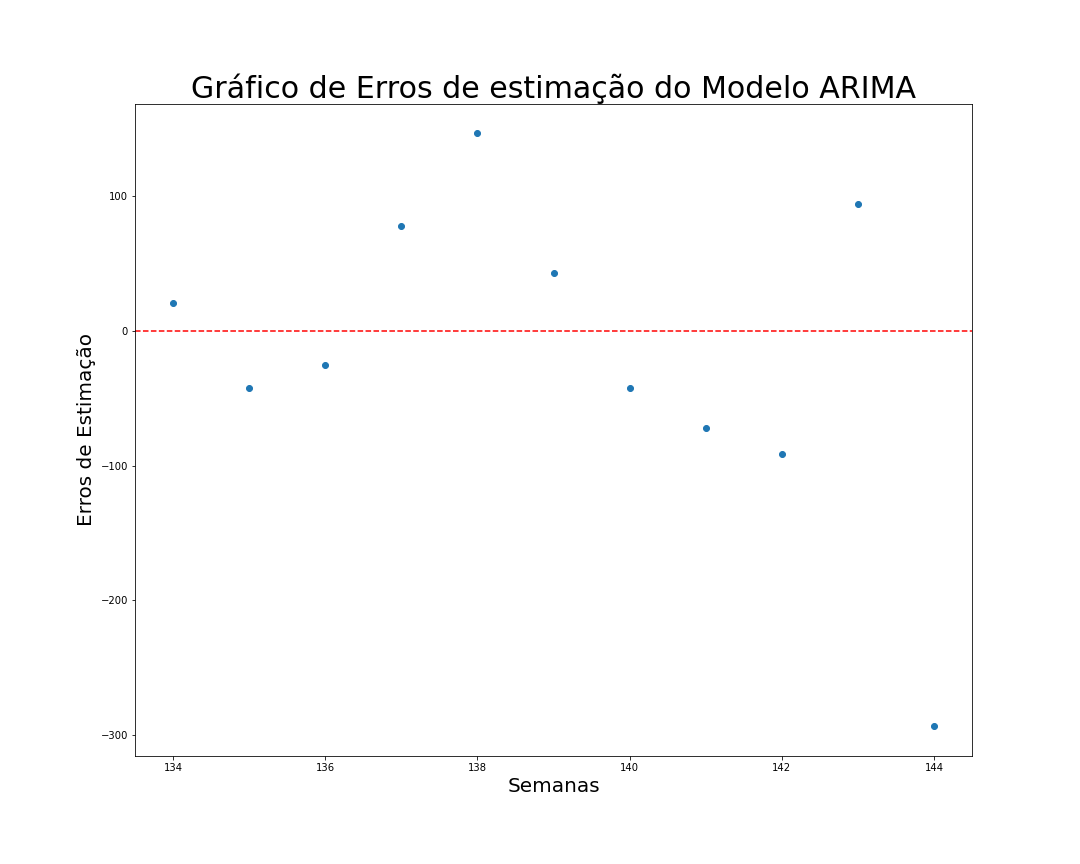 Gráfico de Erros de estimação do Modelo ARIMA
Erros de Estimação
100
0
−100
−200
−300
134 136 138 140 142 144
Semanas